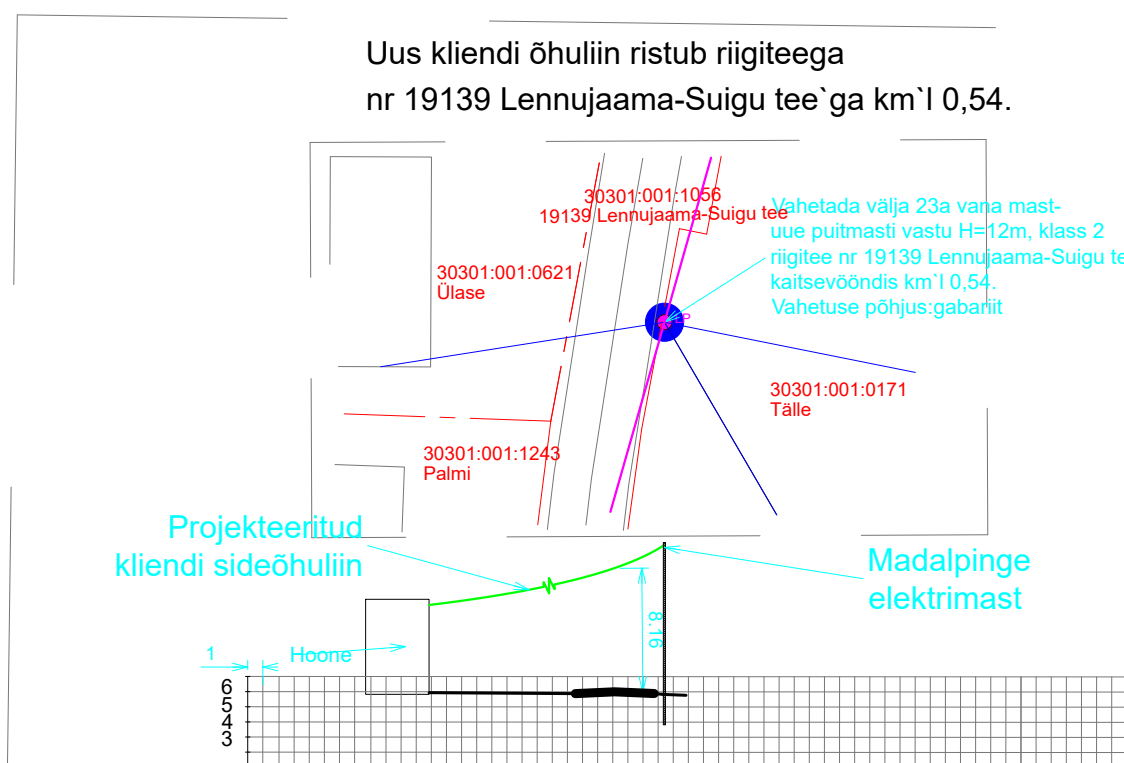 Uus kliendi õhuliin ristub riigiteega
nr 19139 Lennujaama-Suigu tee`ga km`l 0,54.
30301:001:1056
19139 Lennujaama-Suigu tee
Vahetada välja 23a vana mast-
uue puitmasti vastu H=12m, klass 2
riigitee nr 19139 Lennujaama-Suigu te
kaitsevööndis km`l 0,54.
Vahetuse põhjus:gabariit
30301:001:0621
Ülase
30301:001:0171
Tälle
30301:001:1243
Palmi
Projekteeritud
kliendi sideõhuliin
Madalpinge
elektrimast
8.16
1
Hoone
6
5
4
3